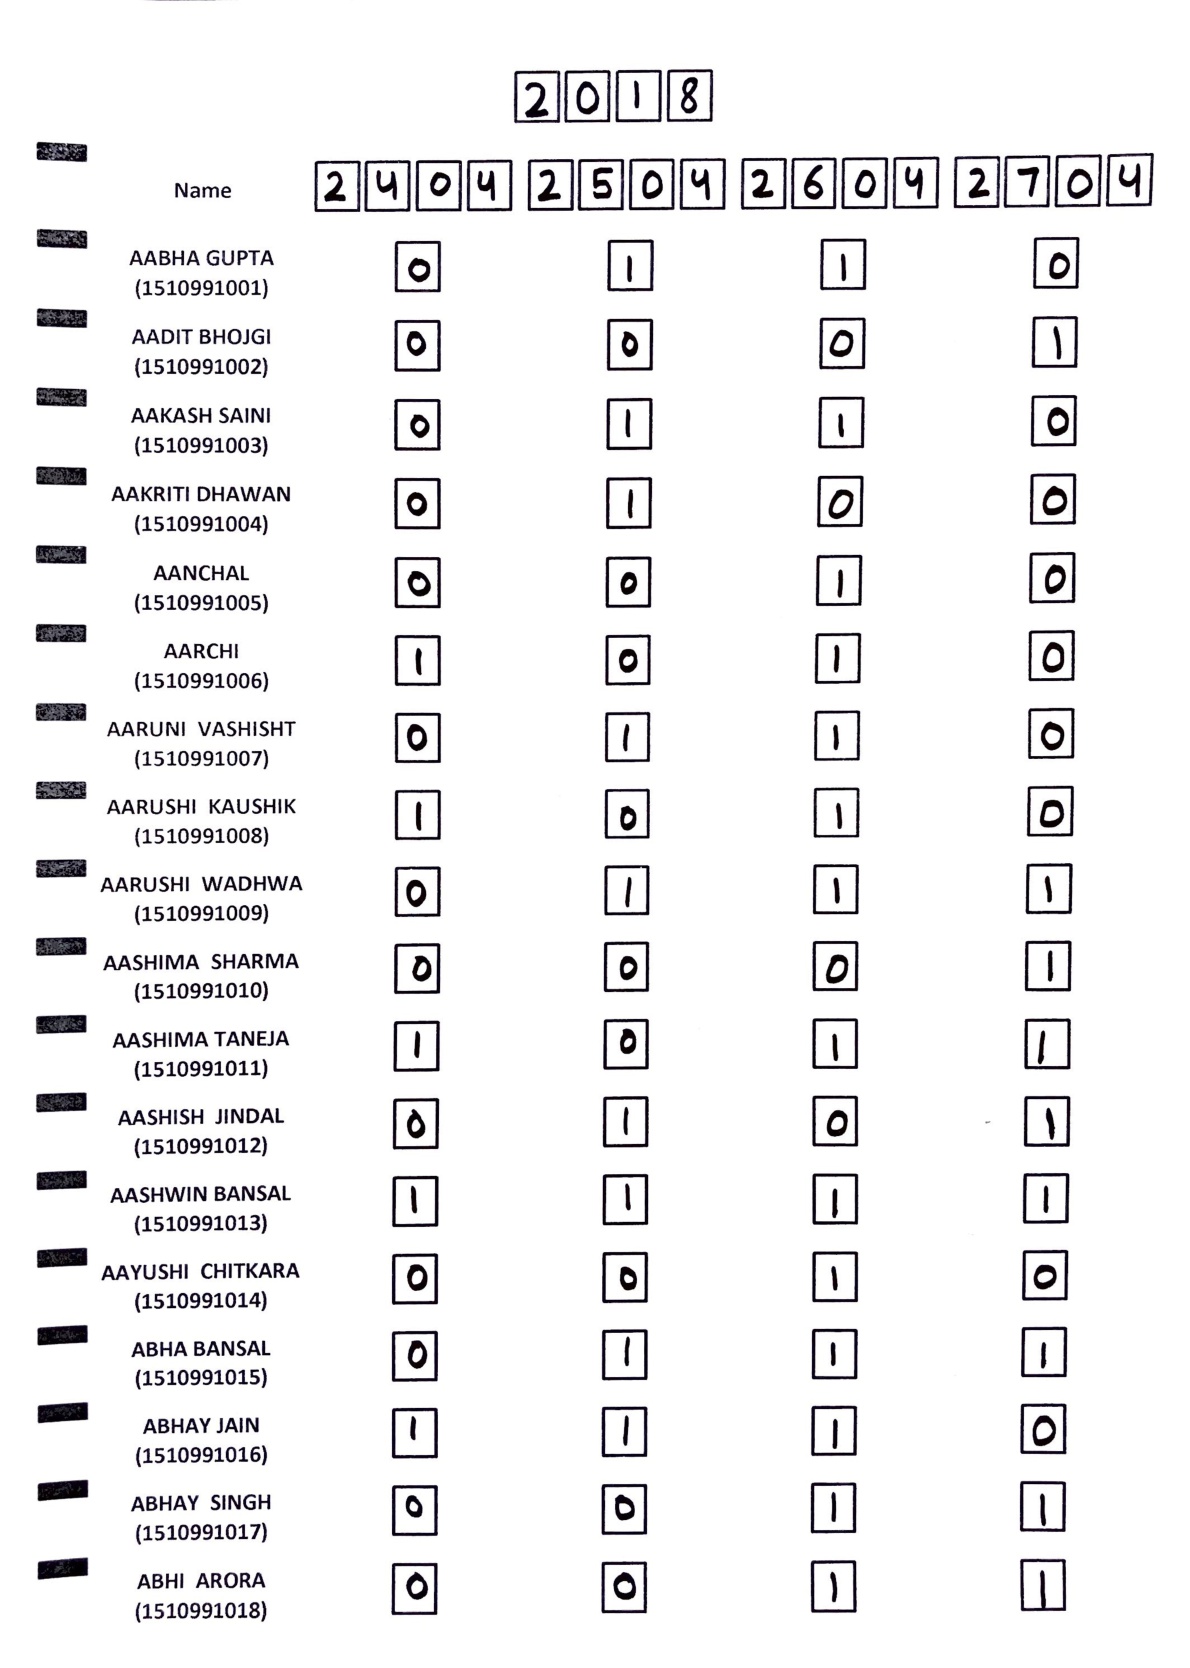 2018
Name 2404 2504 2604 2704
AABHA GUPTA 0 1 1 0
(1510991001)
AADIT BHOJGI 0 0 0 1
(1510991002)
AAKASH SAINI 0 1 1 0
(1510991003)
AAKRITI DHAWAN 0 1 0 0
(1510991004)
AANCHAL 0 0 1 0
(1510991005)
AARCHI 1 0 1 0
(1510991006)
AARUNI VASHISHT 0 1 1 0
(1510991007)
AARUSHI KAUSHIK 1 0 1 0
(1510991008)
AARUSHI WADHWA 0 1 1 1
(1510991009)
AASHIMA SHARMA 0 0 0 1
(1510991010)
AASHIMA TANEJA 1 0 1 1
(1510991011)
AASHISH JINDAL 0 1 0 1
(1510991012)
AASHWIN BANSAL 1 1 1 1
(1510991013)
AAYUSHI CHITKARA 0 0 1 0
(1510991014)
ABHA BANSAL 0 1 1 1
(1510991015)
ABHAY JAIN 1 1 1 0
(1510991016)
ABHAY SINGH 0 0 1 1
(1510991017)
ABHI ARORA 0 0 1 1
(1510991018)